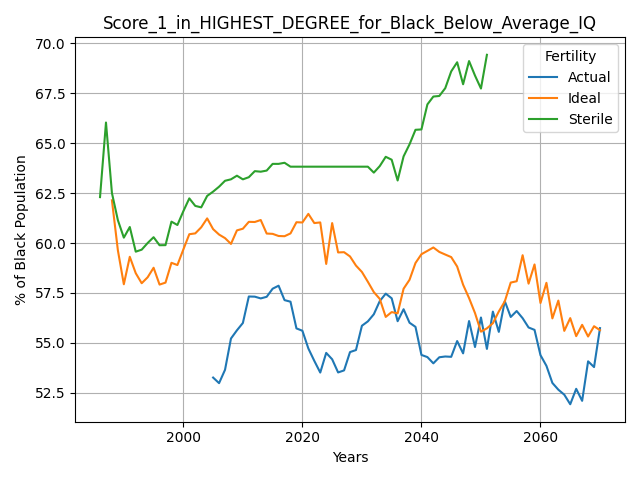 Score_1_in_HIGHEST_DEGREE_for_Black_Below_Average_IQ
70.0
67.5
65.0
62.5
60.0
57.5
55.0
52.5
% of Black Population
Fertility
Actual
Ideal
Sterile
2000
2020
2040
2060
Years